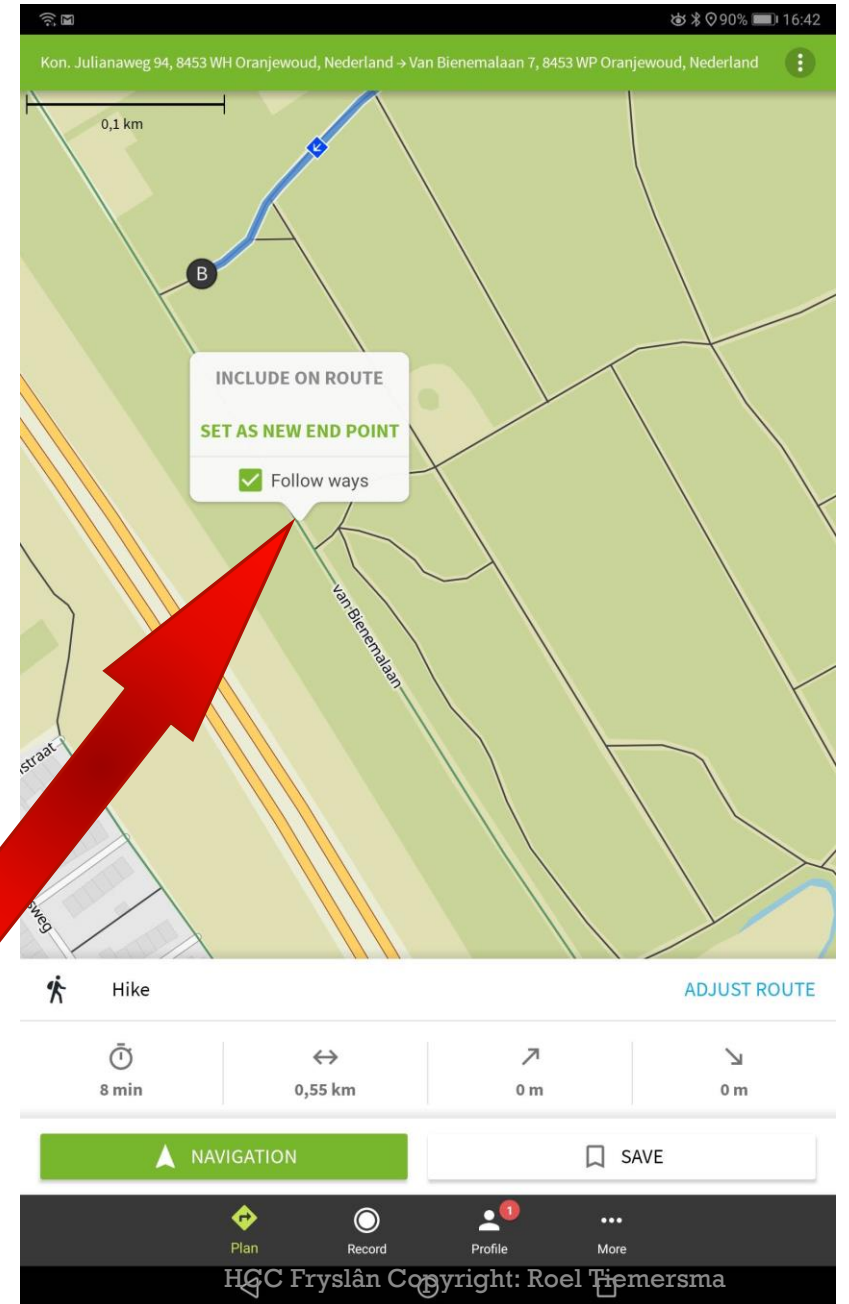 90% 16:42
Kon. Julianaweg 94, 8453 WH Oranjewoud, Nederland → Van Bienemalaan 7, 8453 WP Oranjewoud, Nederland
0,1 km
B
INCLUDE ON ROUTE
SET AS NEW END POINT
Follow ways
van Bienemalaan
straat
sweg
Hike ADJUST ROUTE
8 min 0,55 km 0 m 0 m
NAVIGATION SAVE
1
Plan Record Profile More
HCC Fryslân Copyright: Roel Tiemersma